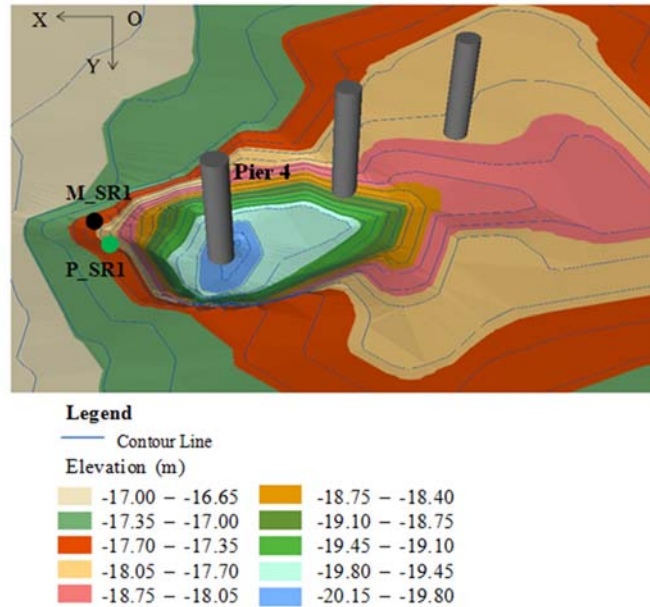 X O
Y
Pier 4
M_SR1
P_SR1
Legend
Contour Line
Elevation (m)
-17.00 – -16.65 -18.75 – -18.40
-17.35 – -17.00 -19.10 – -18.75
-17.70 – -17.35 -19.45 – -19.10
-18.05 – -17.70 -19.80 – -19.45
-18.75 – -18.05 -20.15 – -19.80